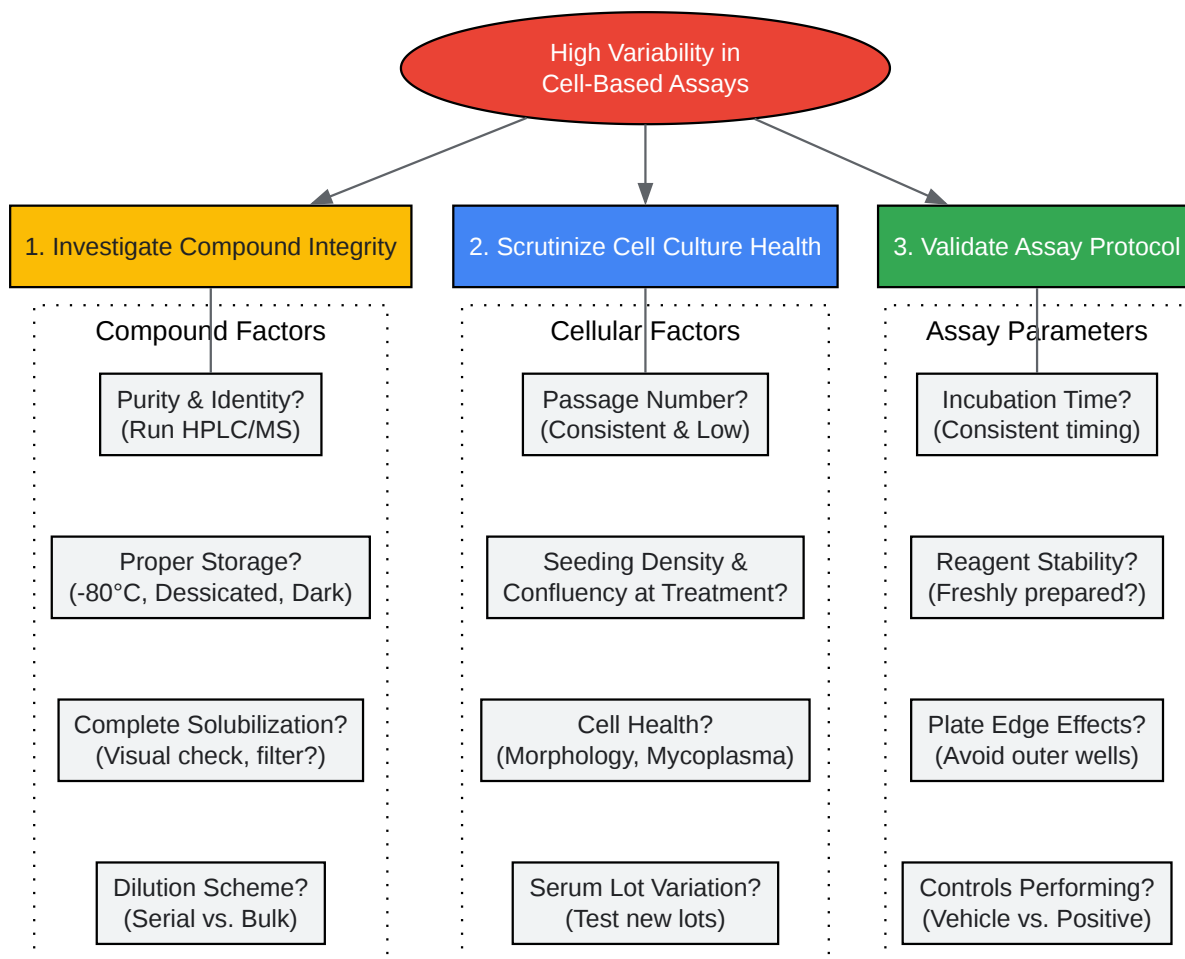 High Variability in
Cell-Based Assays
1. Investigate Compound Integrity
2. Scrutinize Cell Culture Health
3. Validate Assay Protocol
Compound Factors
Purity & Identity?
(Run HPLC/MS)
Proper Storage?
(-80°C, Dessicated, Dark)
Complete Solubilization?
(Visual check, filter?)
Dilution Scheme?
(Serial vs. Bulk)
Cellular Factors
Passage Number?
(Consistent & Low)
Seeding Density &
Confluency at Treatment?
Cell Health?
(Morphology, Mycoplasma)
Serum Lot Variation?
(Test new lots)
Assay Parameters
Incubation Time?
(Consistent timing)
Reagent Stability?
(Freshly prepared?)
Plate Edge Effects?
(Avoid outer wells)
Controls Performing?
(Vehicle vs. Positive)